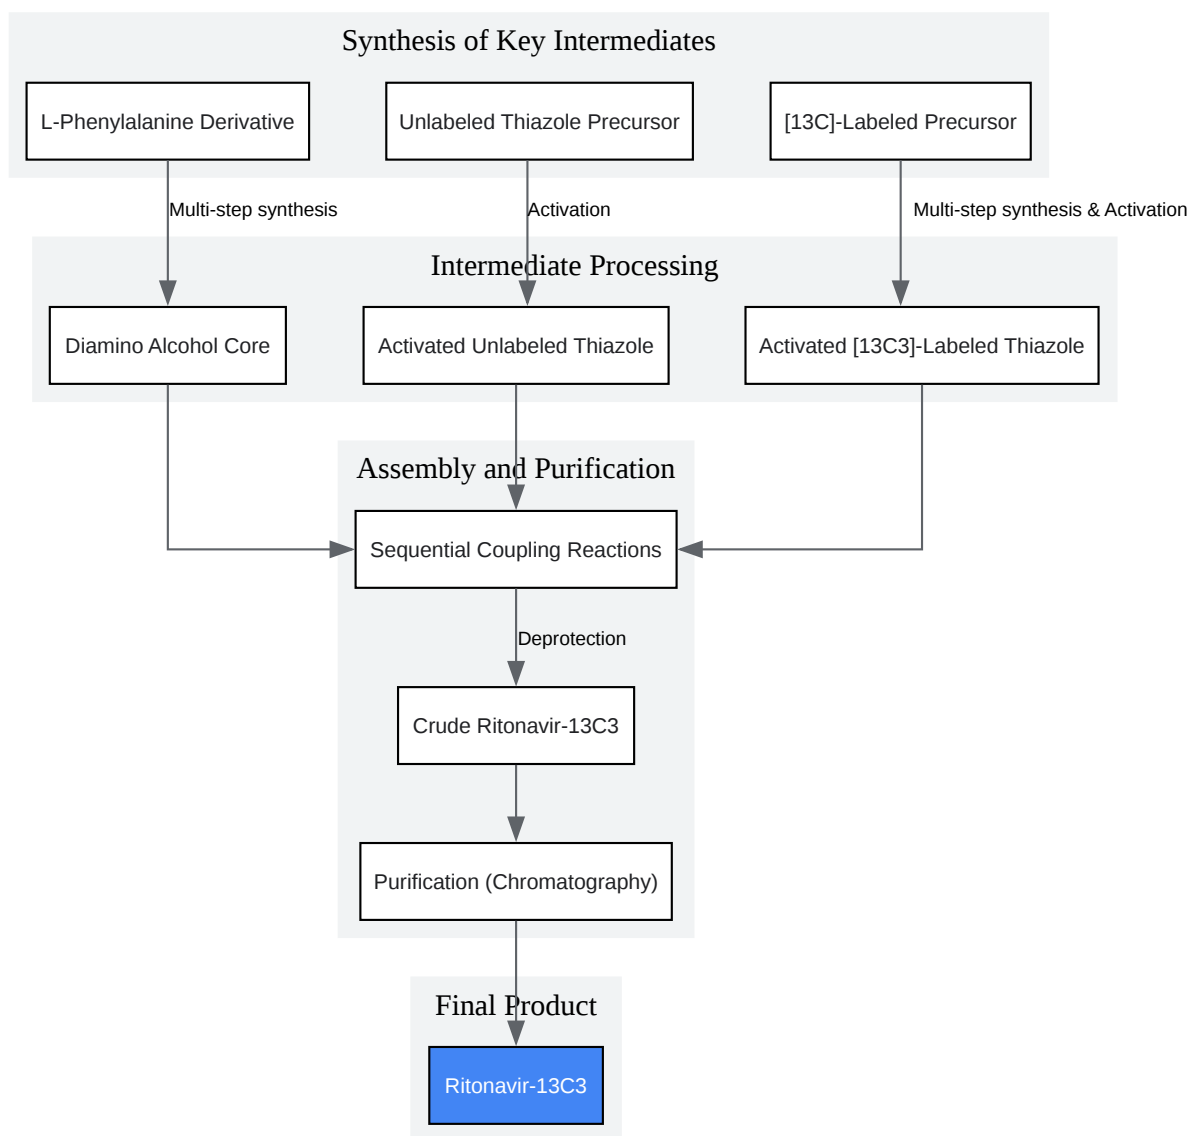 Synthesis of Key Intermediates
L-Phenylalanine Derivative
Unlabeled Thiazole Precursor
[13C]-Labeled Precursor
Multi-step synthesis
Activation
Multi-step synthesis & Activation
Intermediate Processing
Diamino Alcohol Core
Activated Unlabeled Thiazole
Activated [13C3]-Labeled Thiazole
Assembly and Purification
Sequential Coupling Reactions
Deprotection
Crude Ritonavir-13C3
Purification (Chromatography)
Final Product
Ritonavir-13C3